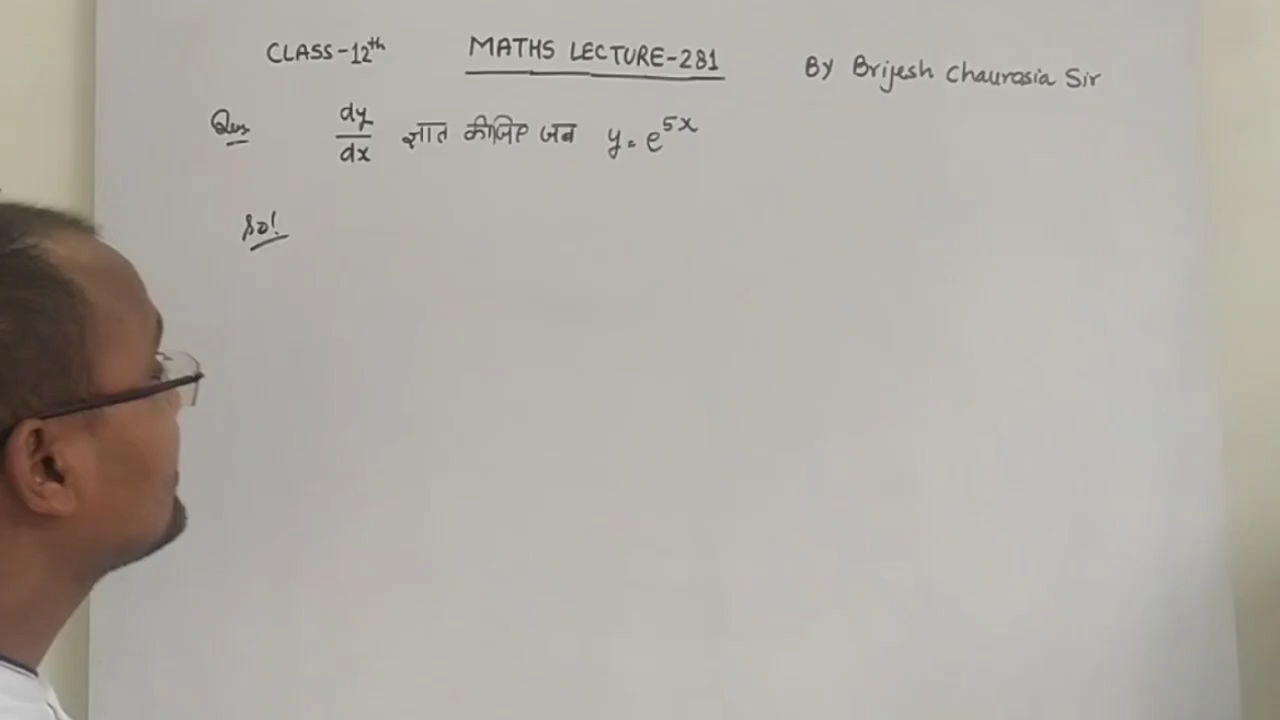 CLASS-12th MATHS LECTURE-281 By Brijesh Chaurasia Sir
Ques dy/dx ज्ञात कीजिए जब y = e^5x
Sol